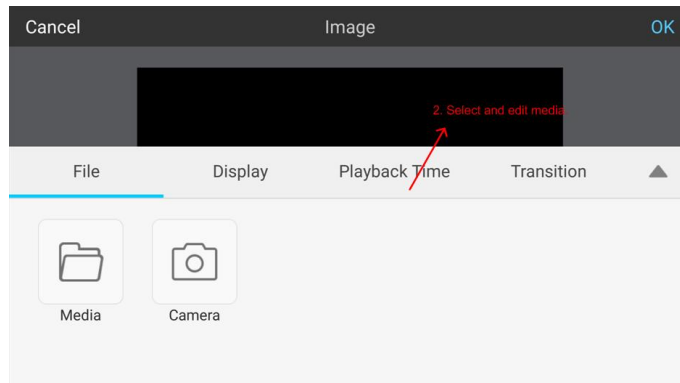 Cancel Image OK
2. Select and edit media
File Display Playback Time Transition
Media Camera